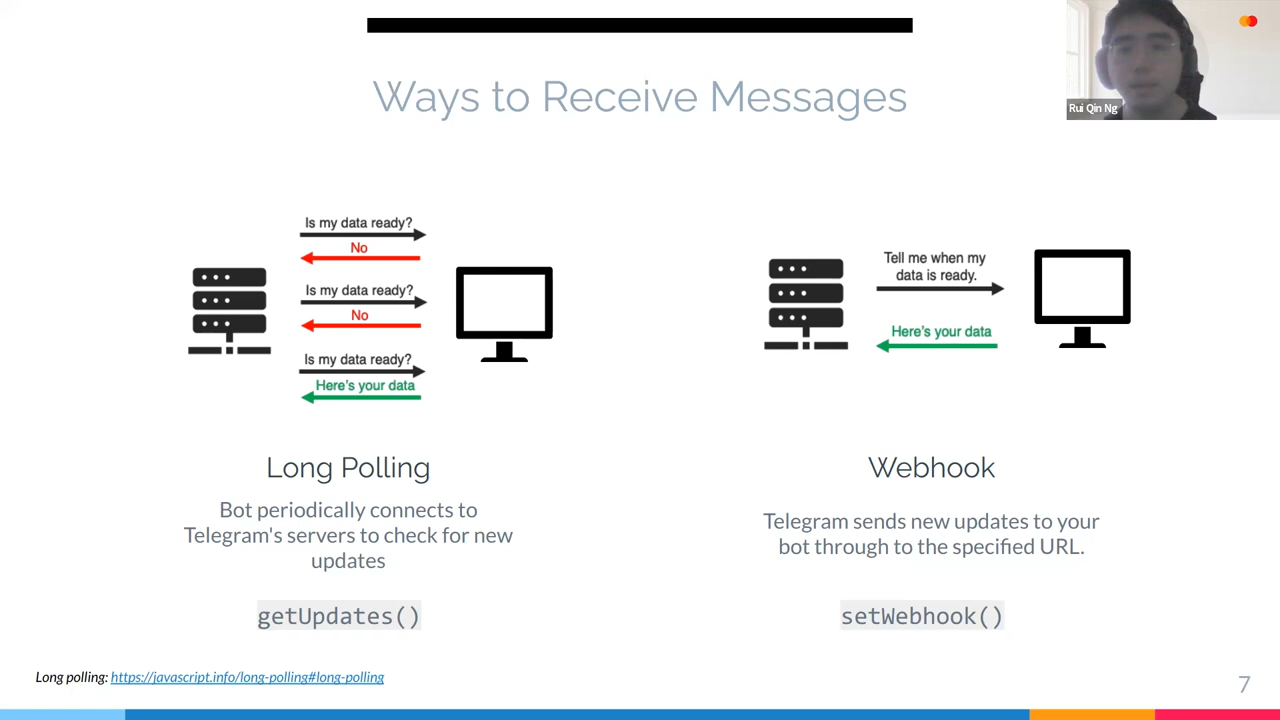 Ways to Receive Messages
Rui Qin Ng
Is my data ready?
No
Is my data ready?
No
Is my data ready?
Here's your data
Tell me when my
data is ready.
Here's your data
Long Polling
Bot periodically connects to
Telegram's servers to check for new
updates
getUpdates()
Webhook
Telegram sends new updates to your
bot through to the specified URL.
setWebhook()
Long polling: https://javascript.info/long-polling#long-polling
7